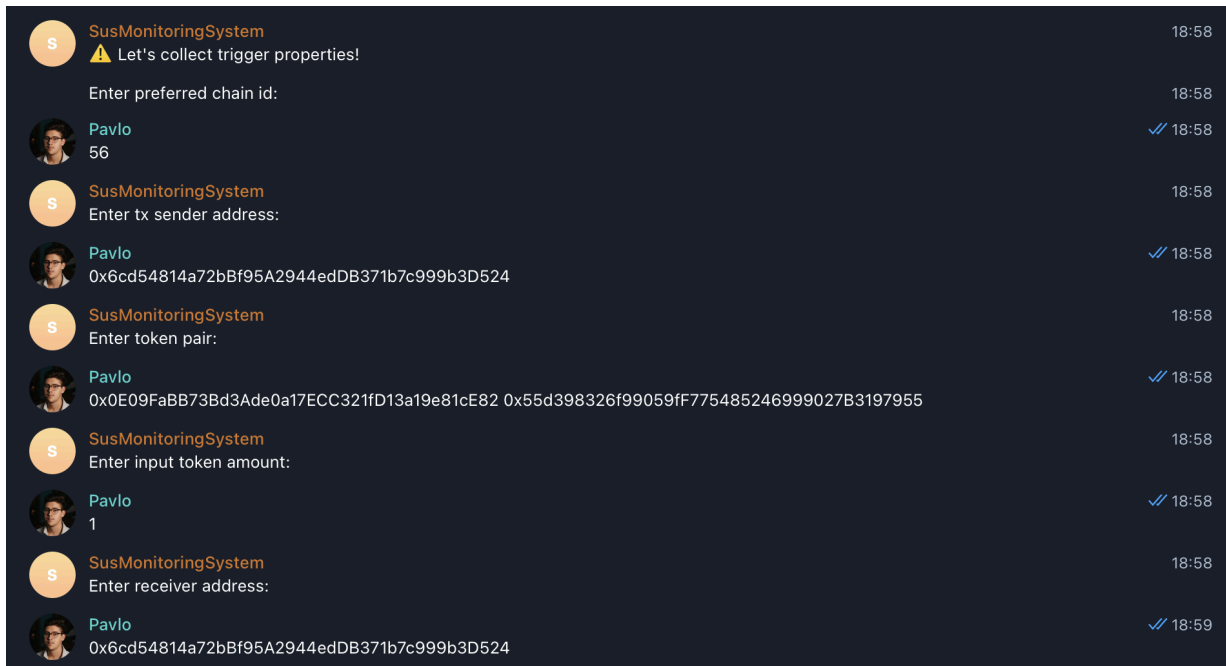 SusMonitoringSystem 18:58
S
⚠️ Let's collect trigger properties!
Enter preferred chain id: 18:58
Pavlo 18:58
56
SusMonitoringSystem 18:58
S
Enter tx sender address:
Pavlo 18:58
0x6cd54814a72bBf95A2944edDB371b7c999b3D524
SusMonitoringSystem 18:58
S
Enter token pair:
Pavlo 18:58
0x0E09FaBB73Bd3Ade0a17ECC321fD13a19e81cE82 0x55d398326f99059fF775485246999027B3197955
SusMonitoringSystem 18:58
S
Enter input token amount:
Pavlo 18:58
1
SusMonitoringSystem 18:58
S
Enter receiver address:
Pavlo 18:59
0x6cd54814a72bBf95A2944edDB371b7c999b3D524